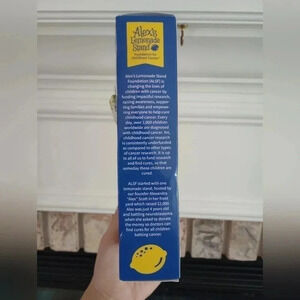 Alex's
Lemonade
Stand
Foundation for
Childhood Cancer
Alex's Lemonade Stand
Foundation (ALSF) is
changing the lives of
children with cancer by
funding impactful research,
raising awareness, support-
ing families and empower-
ing everyone to help cure
childhood cancer. Every
day, over 1,000 children
worldwide are diagnosed
with childhood cancer. Yet,
childhood cancer research
is consistently underfunded
as compared to other types
of cancer research. It is up
to all of us to fund research
and find cures, so that
someday these children are
cured.
ALSF started with one
lemonade stand, hosted by
our founder Alexandra
"Alex" Scott in her front
yard which raised $2,000.
Alex was just 4 years old
and battling neuroblastoma
when she asked to donate
the money so doctors can
find cures for all children
battling cancer.